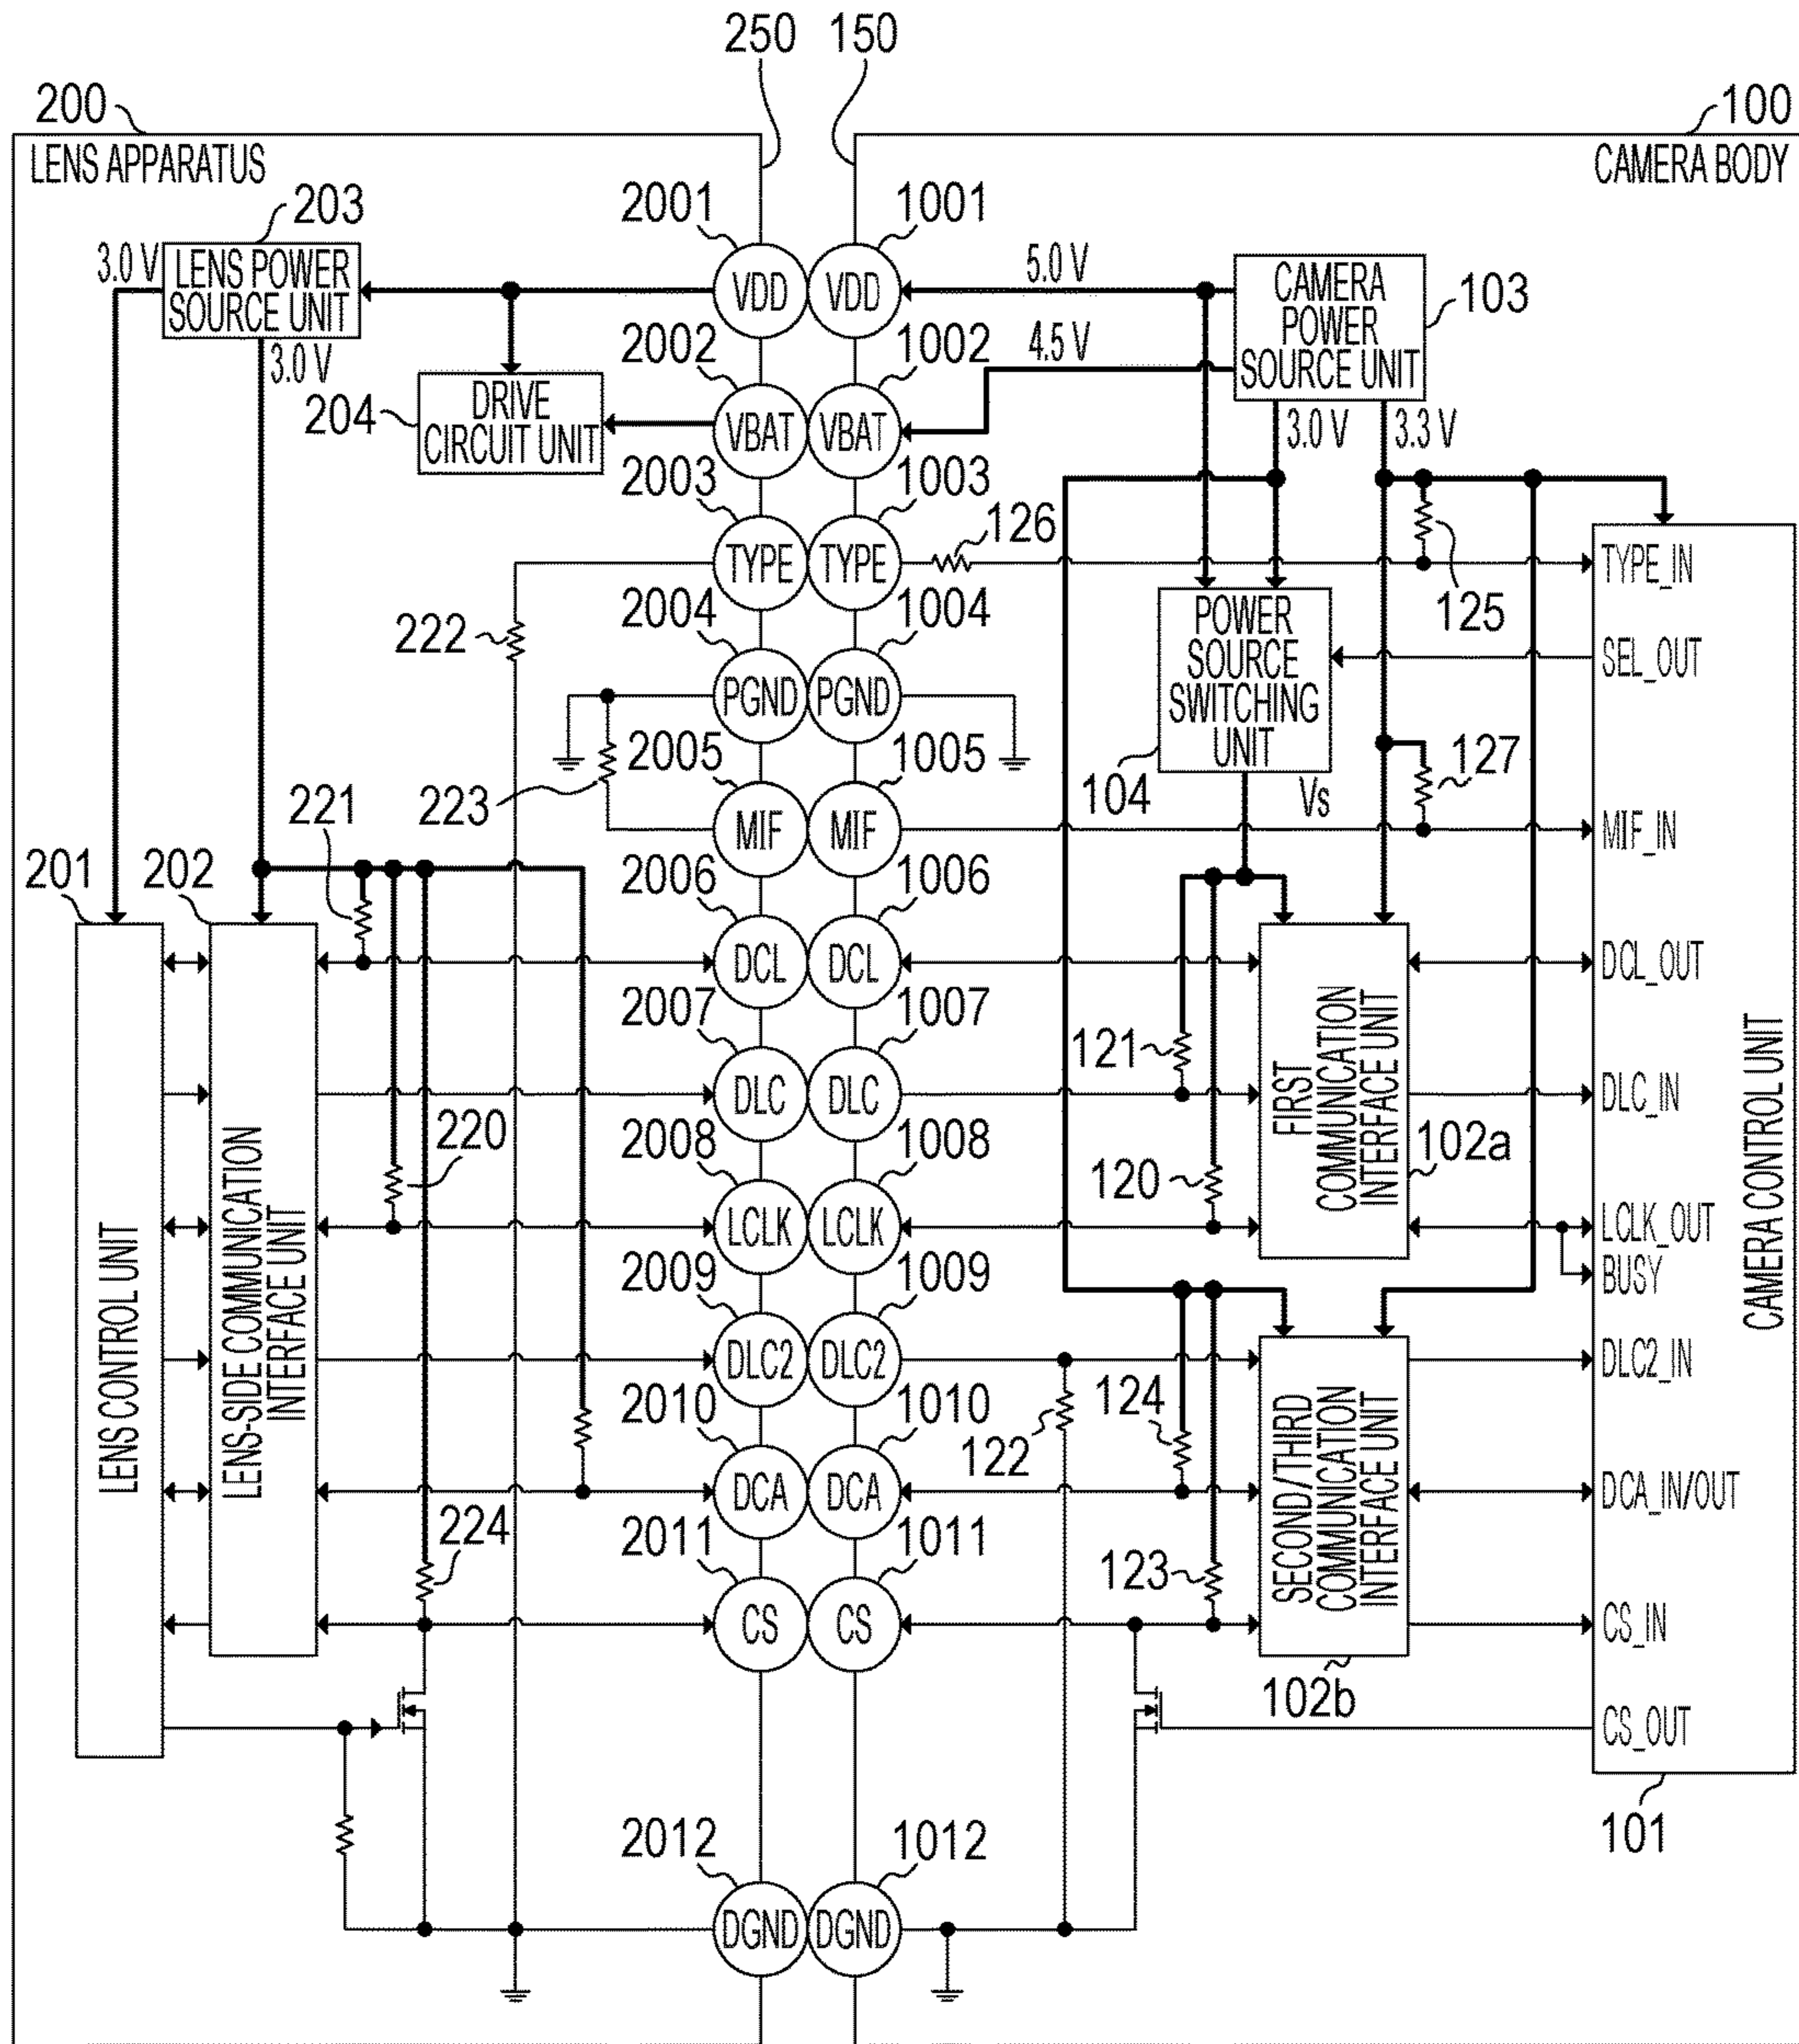 250 150
200
100
LENS APPARATUS
CAMERA BODY
203
2001
1001
3.0 V
LENS POWER
SOURCE UNIT
VDD
VDD
5.0 V
CAMERA
POWER
SOURCE UNIT
103
3.0 V
2002
1002
4.5 V
204
DRIVE
CIRCUIT UNIT
VBAT
VBAT
3.0 V
3.3 V
2003
1003
126
TYPE
TYPE
TYPE_IN
125
222
2004
1004
POWER
SOURCE
SWITCHING
UNIT
SEL_OUT
PGND
PGND
2005
1005
104
Vs
127
223
221
MIF
MIF
MIF_IN
201
202
2006
1006
DCL
DCL
DCL_OUT
2007
1007
121
DLC
DLC
DLC_IN
220
2008
1008
120
FIRST
COMMUNICATION
INTERFACE UNIT
102a
LCLK
LCLK
LCLK_OUT
BUSY
CAMERA CONTROL UNIT
2009
1009
LENS CONTROL UNIT
LENS-SIDE COMMUNICATION
INTERFACE UNIT
DLC2
DLC2
DLC2_IN
2010
1010
122
124
DCA
DCA
SECOND/THIRD
COMMUNICATION
INTERFACE UNIT
DCA_IN/OUT
224
2011
1011
123
CS
CS
CS_IN
102b
CS_OUT
101
2012
1012
DGND
DGND